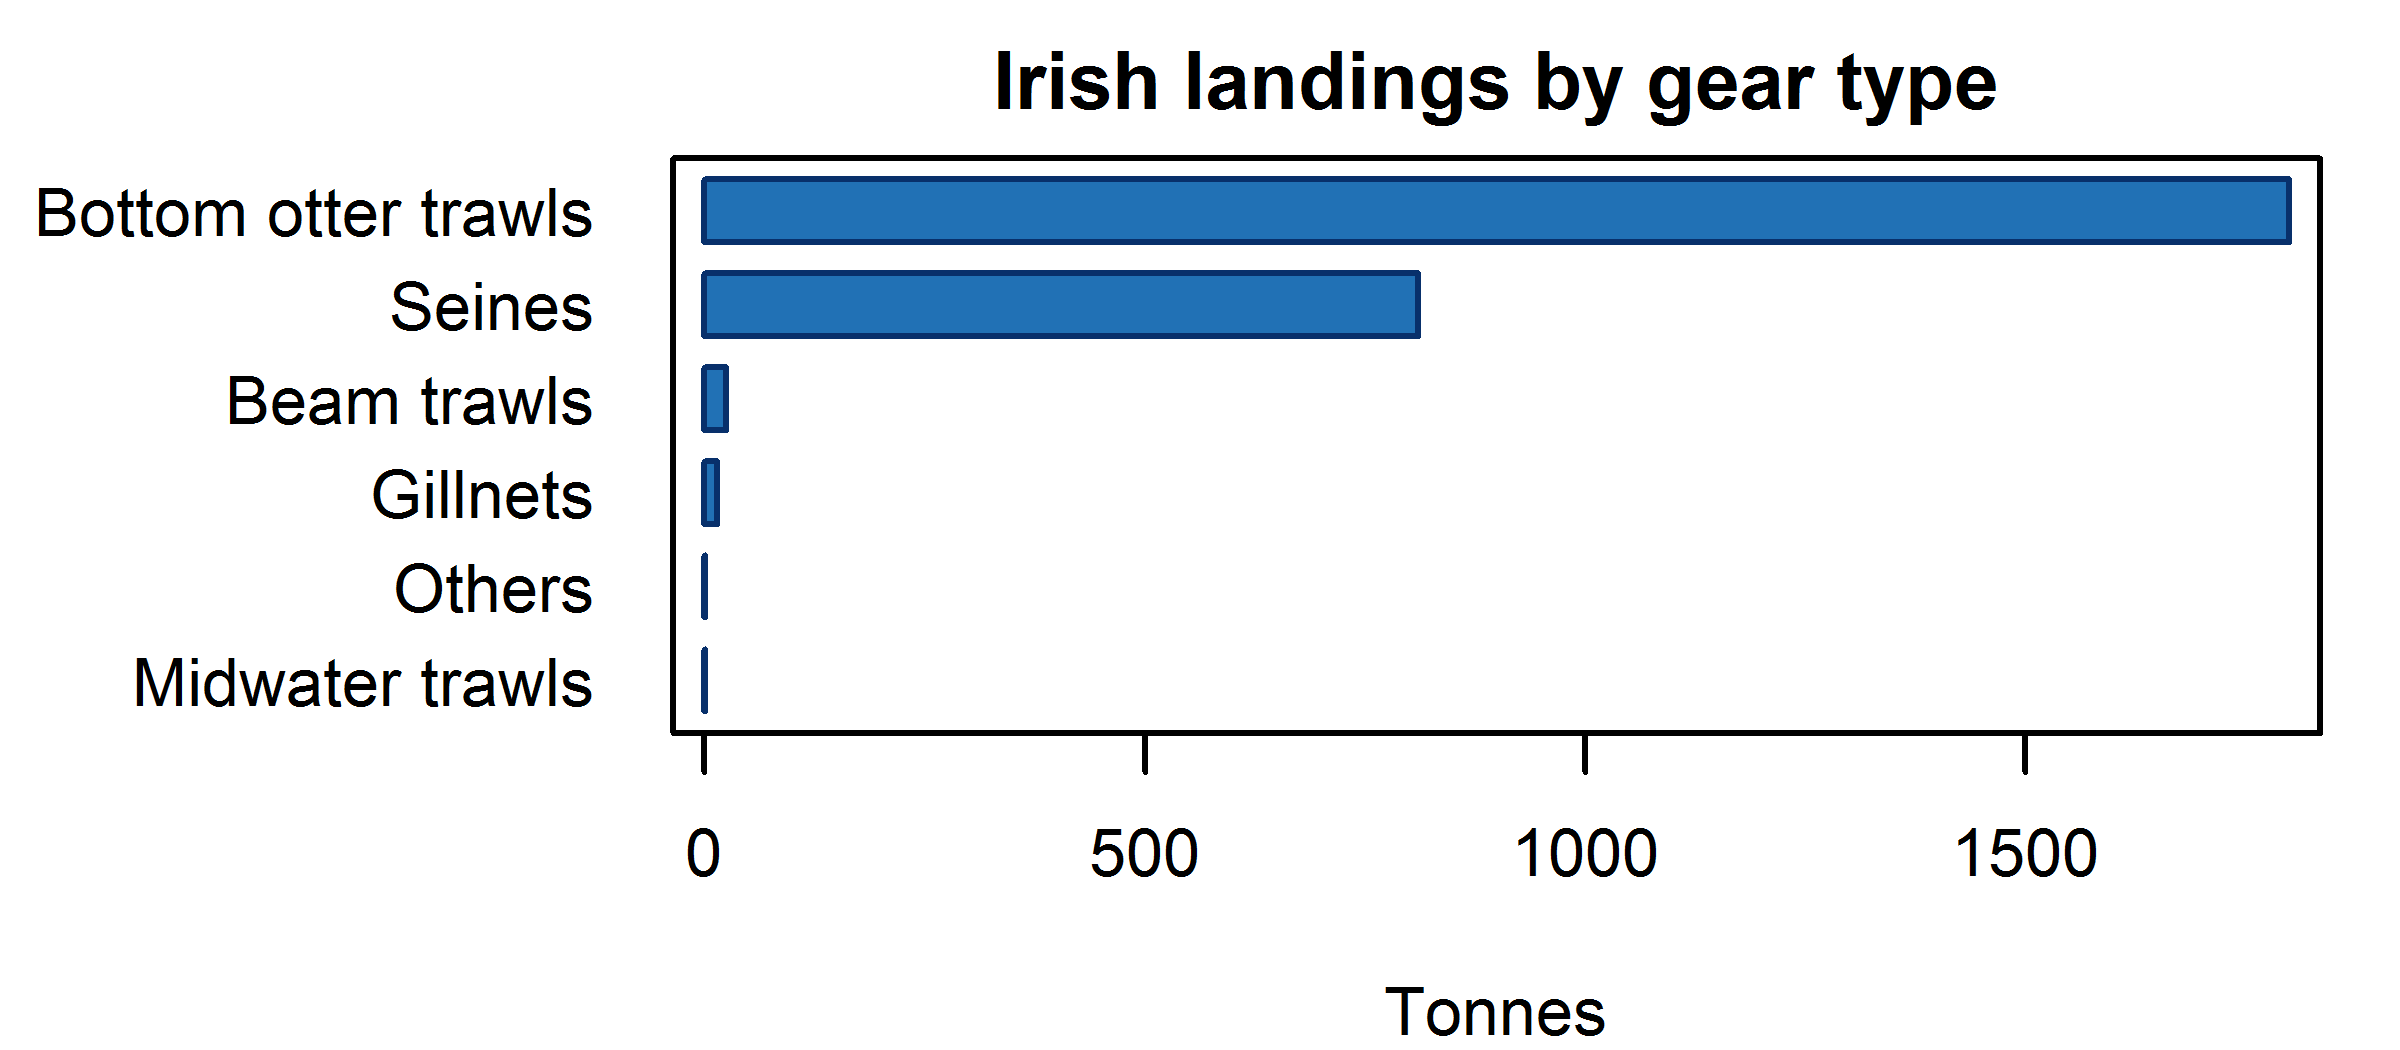 Irish landings by gear type
Bottom otter trawls
Seines
Beam trawls
Gillnets
Others
Midwater trawls
0 500 1000 1500
Tonnes